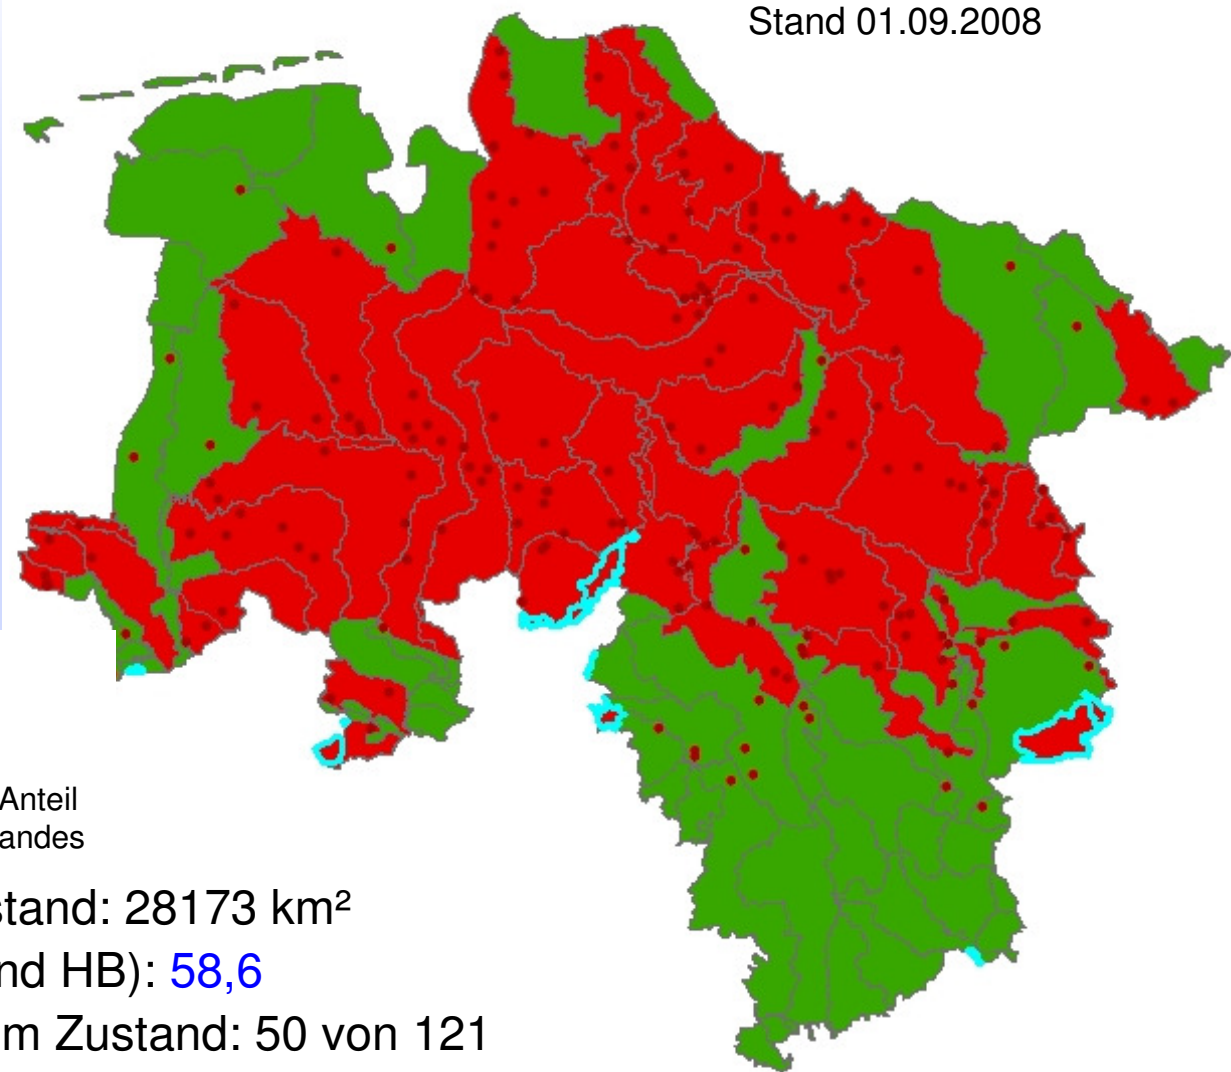 Stand 01.09.2008
Anteil
andes
stand: 28173 km²
nd HB): 58,6
m Zustand: 50 von 121